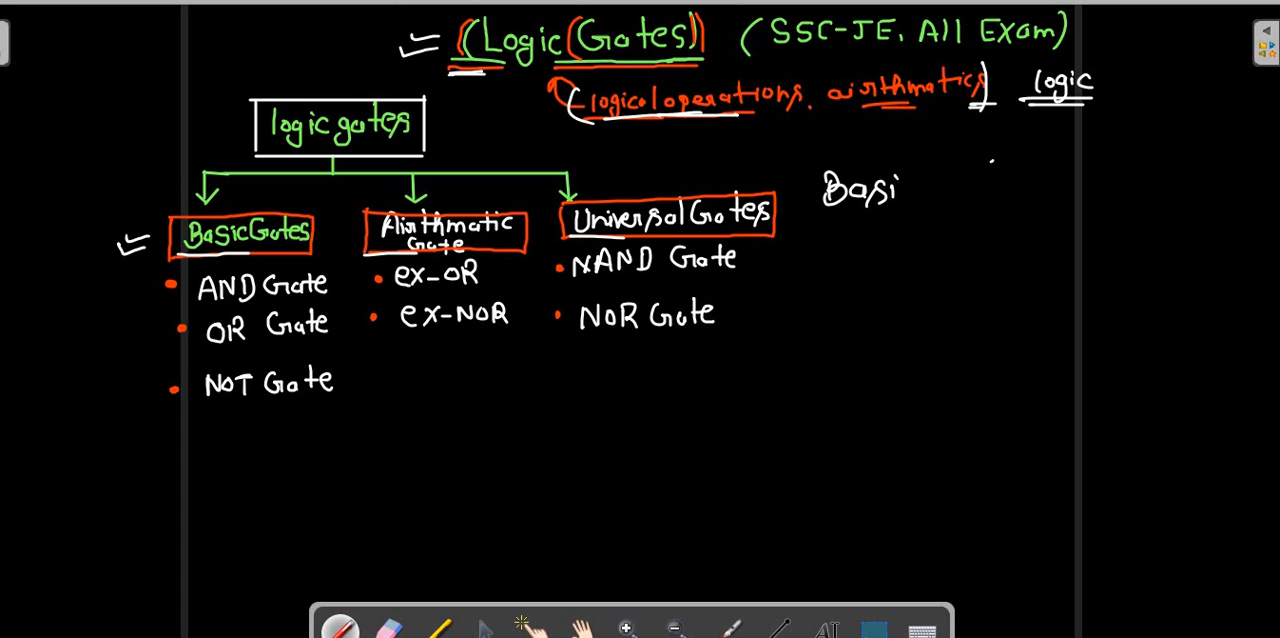 (Logic (Gates)) (SSC-JE, All Exam)
(logical operations, airthmatics) logic
logic gates
Basi
Basic Gates
Airthmatic Gate
Universal Gates
AND Gate
OR Gate
NOT Gate
ex-OR
ex-NOR
NAND Gate
NOR Gate
AI